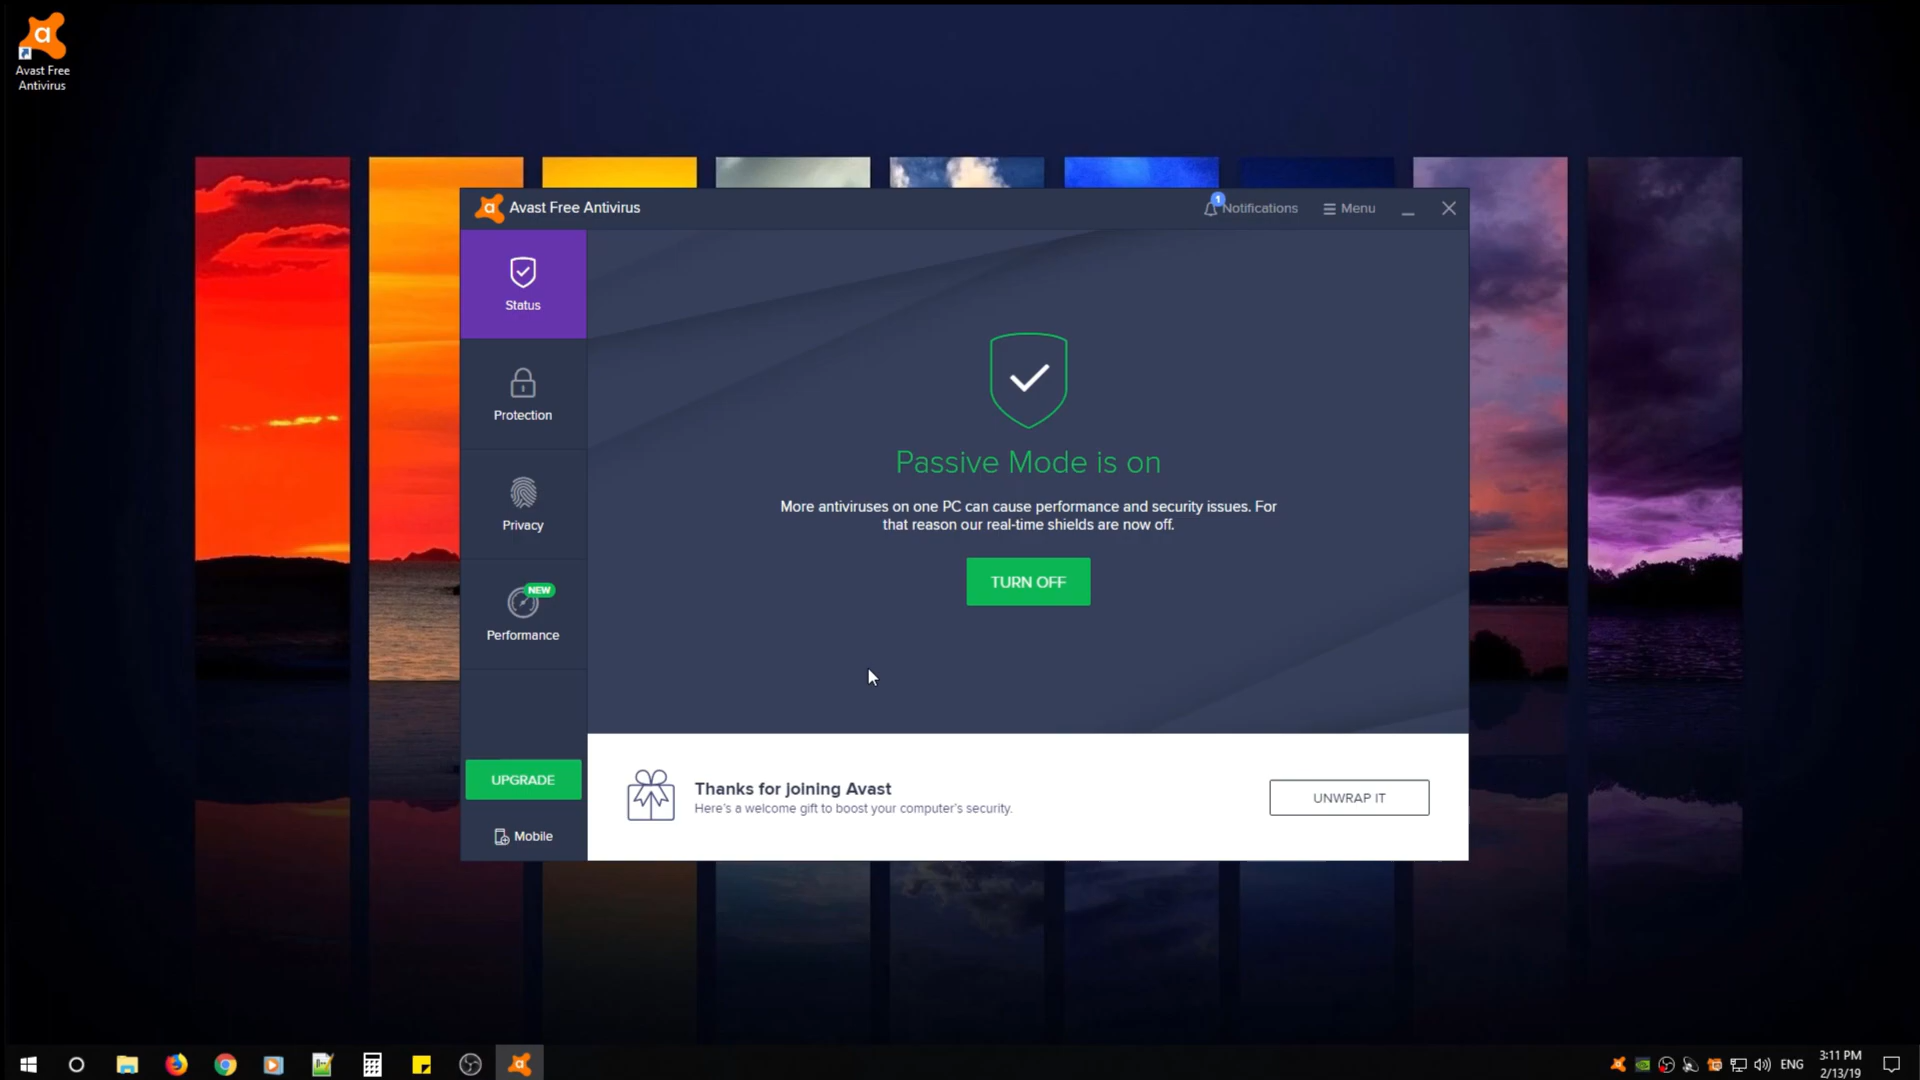 Avast Free
Antivirus
Avast Free Antivirus
1
Notifications
Menu
Status
Protection
Privacy
NEW
Performance
UPGRADE
Mobile
Passive Mode is on
More antiviruses on one PC can cause performance and security issues. For
that reason our real-time shields are now off.
TURN OFF
Thanks for joining Avast
Here's a welcome gift to boost your computer's security.
UNWRAP IT
ENG
3:11 PM
2/13/19